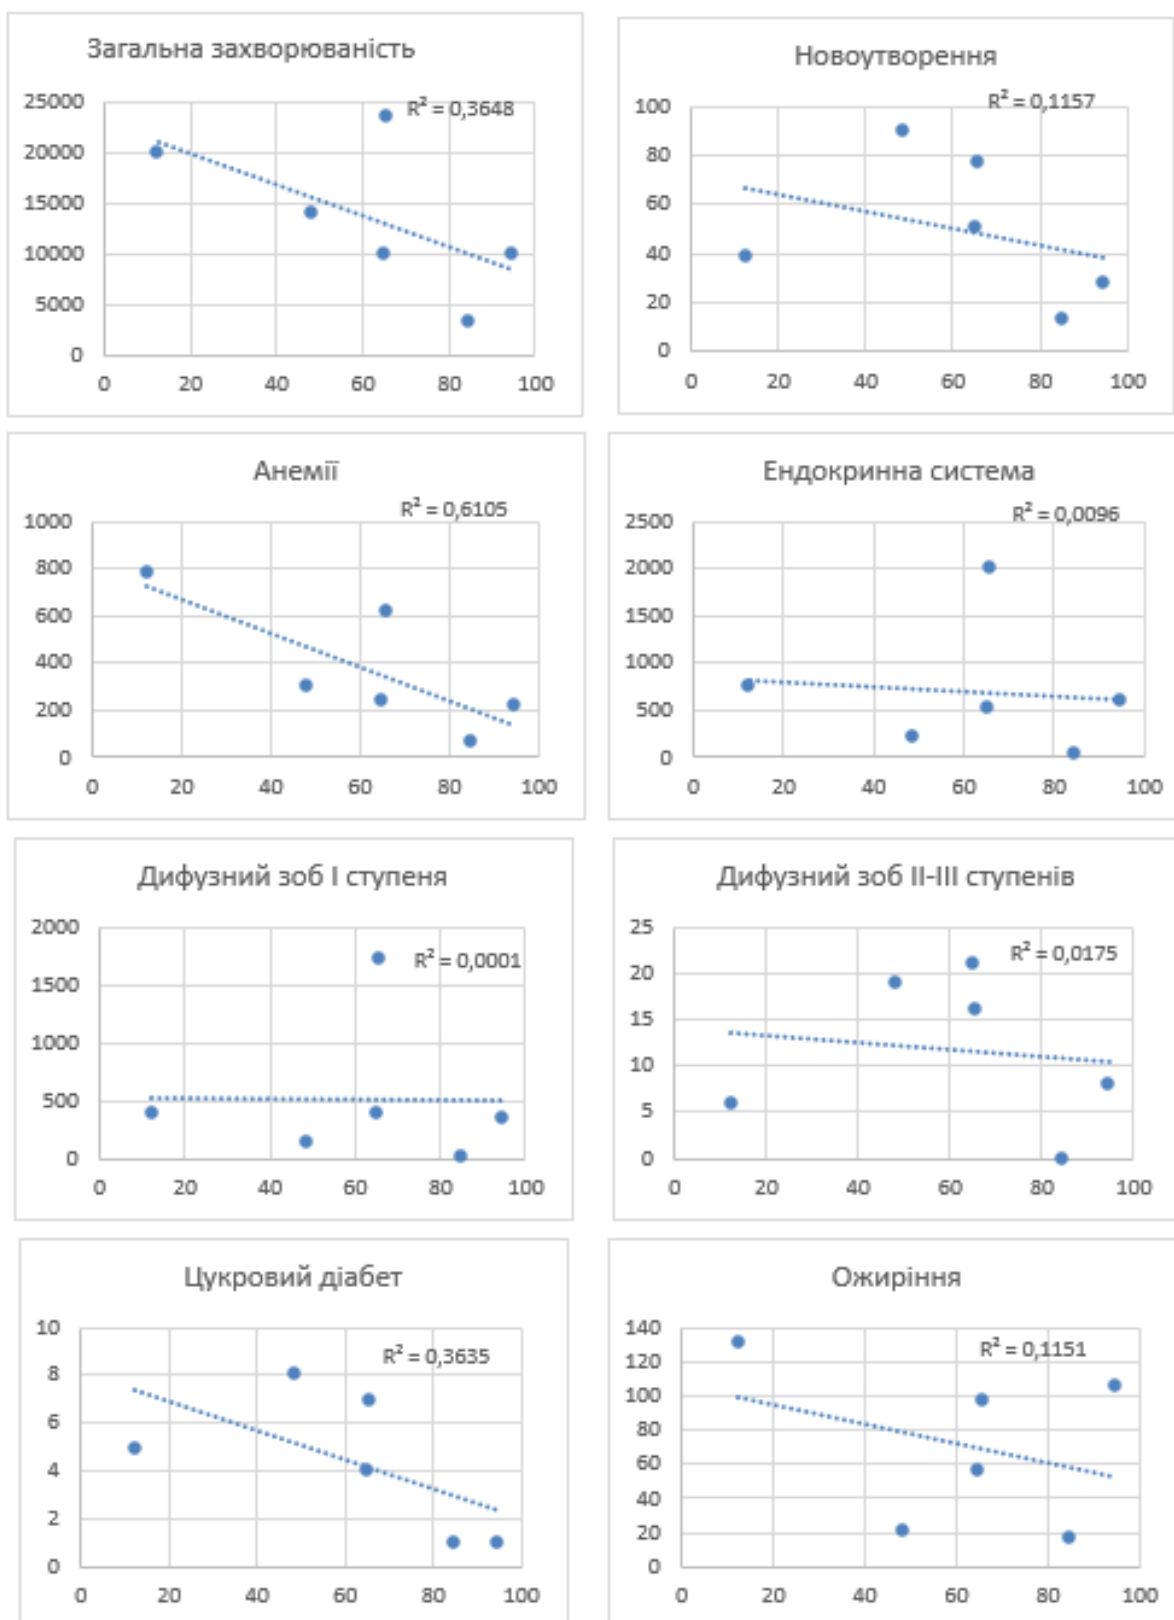 Загальна захворюваність
R² = 0,3648
25000
20000
15000
10000
5000
0
0 20 40 60 80 100
Новоутворення
R² = 0,1157
100
80
60
40
20
0
0 20 40 60 80 100
Анемії
R² = 0,6105
1000
800
600
400
200
0
0 20 40 60 80 100
Ендокринна система
R² = 0,0096
2500
2000
1500
1000
500
0
0 20 40 60 80 100
Дифузний зоб І ступеня
R² = 0,0001
2000
1500
1000
500
0
0 20 40 60 80 100
Дифузний зоб ІІ-ІІІ ступенів
R² = 0,0175
25
20
15
10
5
0
0 20 40 60 80 100
Цукровий діабет
R² = 0,3635
10
8
6
4
2
0
0 20 40 60 80 100
Ожиріння
R² = 0,1151
140
120
100
80
60
40
20
0
0 20 40 60 80 100